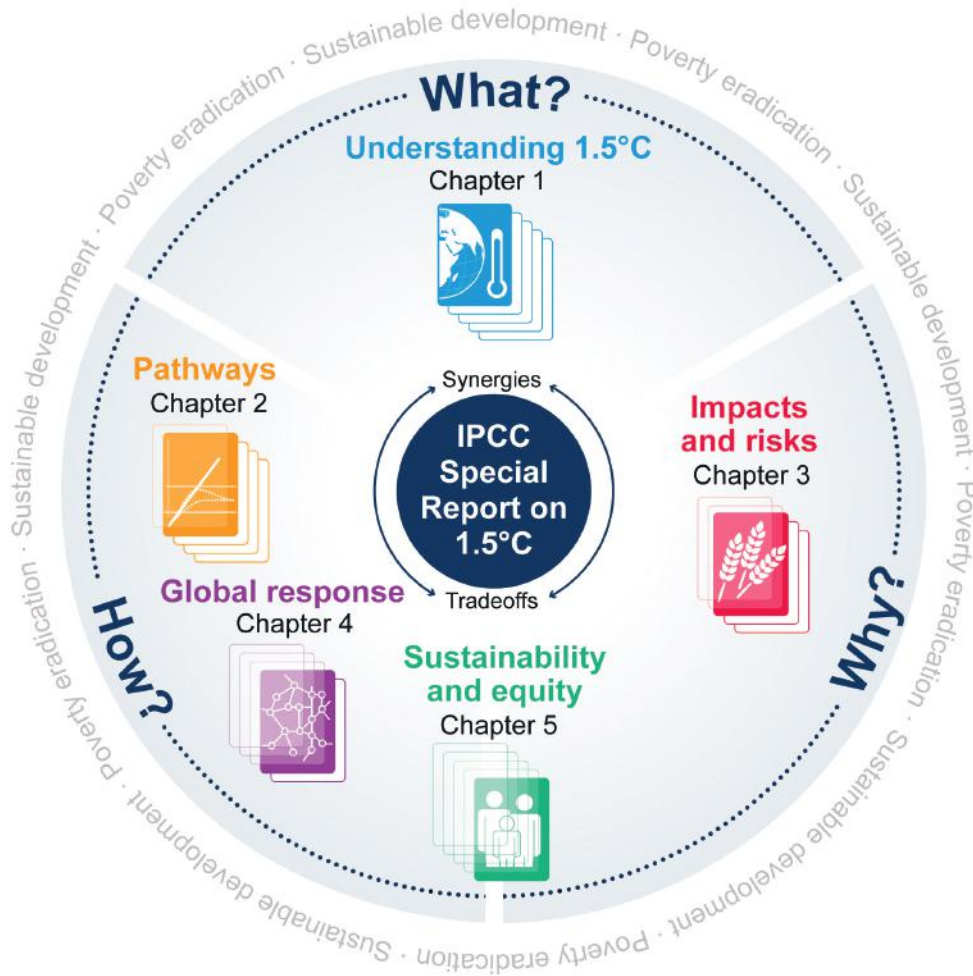 Sustainable development · Poverty eradication · Sustainable development · Poverty eradication · Sustainable development · Poverty eradication · Sustainable development · Poverty eradication · Sustainable development · Poverty eradication · Sustainable development · Poverty eradication ·
What?
Understanding 1.5°C
Chapter 1
Pathways
Chapter 2
Synergies
IPCC
Special
Report on
1.5°C
Tradeoffs
Impacts
and risks
Chapter 3
How?
Global response
Chapter 4
Why?
Sustainability
and equity
Chapter 5